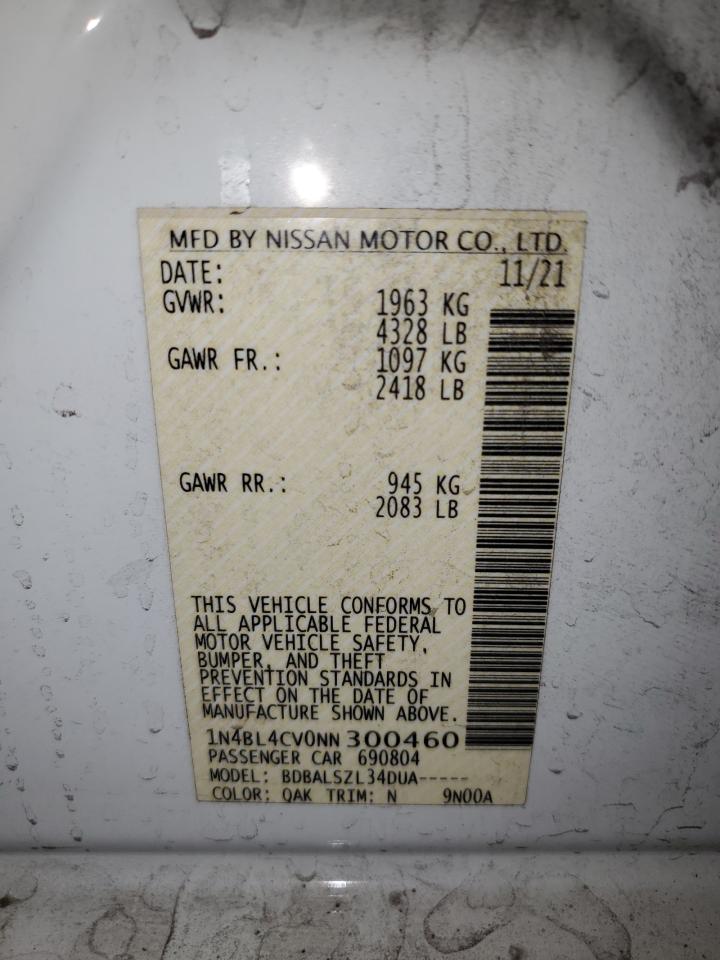 MFD BY NISSAN MOTOR CO., LTD.
DATE: 11/21
GVWR: 1963 KG
4328 LB
GAWR FR.: 1097 KG
2418 LB
GAWR RR.: 945 KG
2083 LB
THIS VEHICLE CONFORMS TO
ALL APPLICABLE FEDERAL
MOTOR VEHICLE SAFETY,
BUMPER, AND THEFT
PREVENTION STANDARDS IN
EFFECT ON THE DATE OF
MANUFACTURE SHOWN ABOVE.
1N4BL4CV0NN300460
PASSENGER CAR 690804
MODEL: BDBALSZL34DUA-----
COLOR: QAK TRIM: N 9N00A